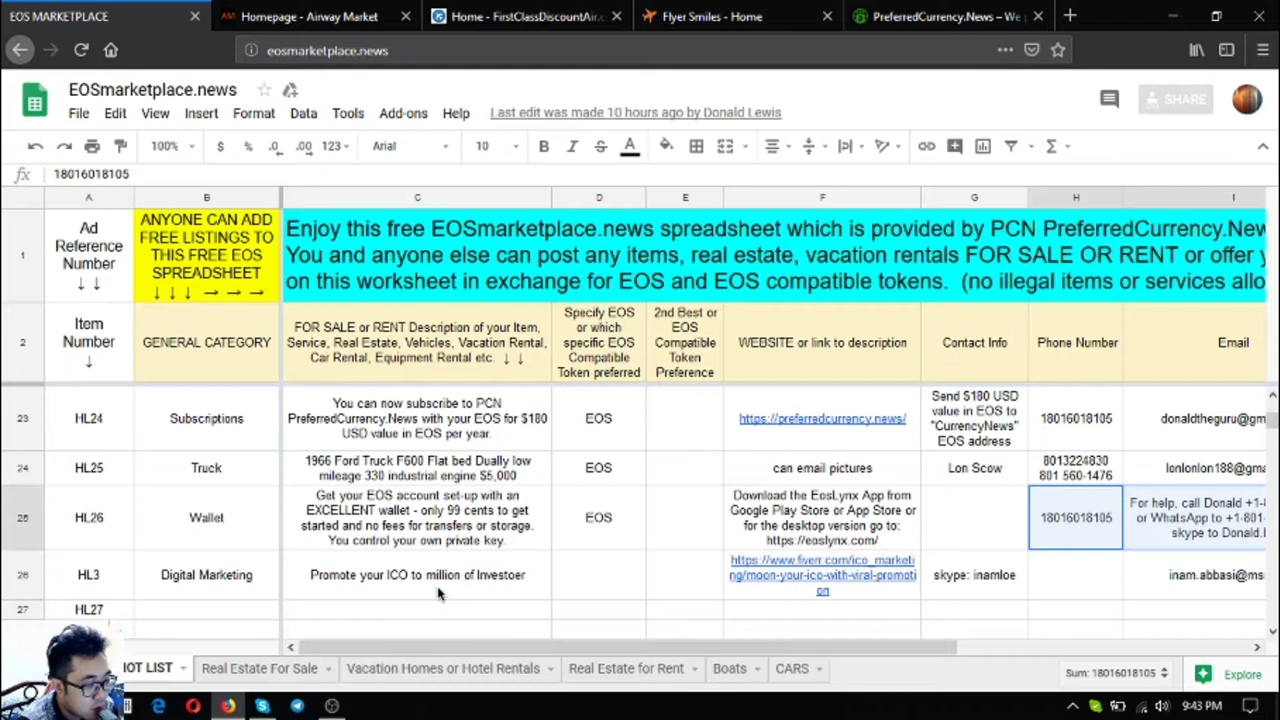 EOS MARKETPLACE
Homepage - Airway Market
Home - FirstClassDiscountAir.c
Flyer Smiles - Home
PreferredCurrency.News – We
eosmarketplace.news
EOSmarketplace.news
File Edit View Insert Format Data Tools Add-ons Help Last edit was made 10 hours ago by Donald Lewis
SHARE
100% $ % .0 .00 123 Arial 10 B I S A Σ
fx 18016018105
A B C D E F G H I
1
Ad
Reference
Number
↓ ↓
ANYONE CAN ADD
FREE LISTINGS TO
THIS FREE EOS
SPREADSHEET
↓ ↓ ↓ → → →
Enjoy this free EOSmarketplace.news spreadsheet which is provided by PCN PreferredCurrency.New
You and anyone else can post any items, real estate, vacation rentals FOR SALE OR RENT or offer y
on this worksheet in exchange for EOS and EOS compatible tokens. (no illegal items or services allo
2
Item
Number
↓
GENERAL CATEGORY
FOR SALE or RENT Description of your Item,
Service, Real Estate, Vehicles, Vacation Rental,
Car Rental, Equipment Rental etc. ↓ ↓
Specify EOS
or which
specific EOS
Compatible
Token preferred
2nd Best or
EOS
Compatible
Token
Preference
WEBSITE or link to description
Contact Info
Phone Number
Email
23
HL24
Subscriptions
You can now subscribe to PCN
PreferredCurrency.News with your EOS for $180
USD value in EOS per year.
EOS
https://preferredcurrency.news/
Send $180 USD
value in EOS to
"CurrencyNews"
EOS address
18016018105
donaldtheguru@gm
24
HL25
Truck
1966 Ford Truck F600 Flat bed Dually low
mileage 330 industrial engine $5,000
EOS
can email pictures
Lon Scow
8013224830
801 560-1476
lonlonlon188@gma
25
HL26
Wallet
Get your EOS account set-up with an
EXCELLENT wallet - only 99 cents to get
started and no fees for transfers or storage.
You control your own private key.
EOS
Download the EosLynx App from
Google Play Store or App Store or
for the desktop version go to:
https://eoslynx.com/
18016018105
For help, call Donald +1-8
or WhatsApp to +1-801-
skype to Donald.l
26
HL3
Digital Marketing
Promote your ICO to million of Investoer
https://www.fiverr.com/ico_marketi
ng/moon-your-ico-with-viral-promoti
on
skype: inamloe
inam.abbasi@ms
27
HL27
HOT LIST
Real Estate For Sale
Vacation Homes or Hotel Rentals
Real Estate for Rent
Boats
CARS
Sum: 18016018105
Explore
9:43 PM